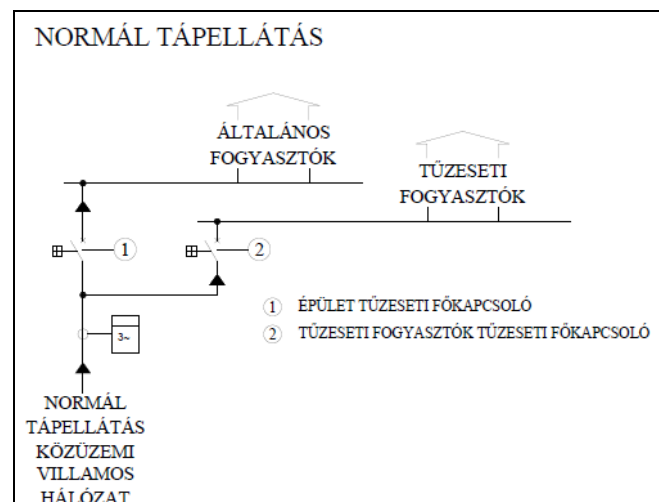 NORMÁL TÁPELLÁTÁS
ÁLTALÁNOS
FOGYASZTÓK
TŰZESETI
FOGYASZTÓK
1
2
1 ÉPÜLET TŰZESETI FŐKAPCSOLÓ
2 TŰZESETI FOGYASZTÓK TŰZESETI FŐKAPCSOLÓ
3~
NORMÁL
TÁPELLÁTÁS
KÖZÜZEMI
VILLAMOS
HÁLÓZAT